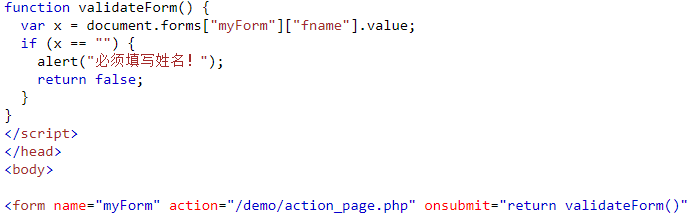 function validateForm() {
  var x = document.forms["myForm"]["fname"].value;
  if (x == "") {
    alert("必须填写姓名！");
    return false;
  }
}
</script>
</head>
<body>
<form name="myForm" action="/demo/action_page.php" onsubmit="return validateForm()"